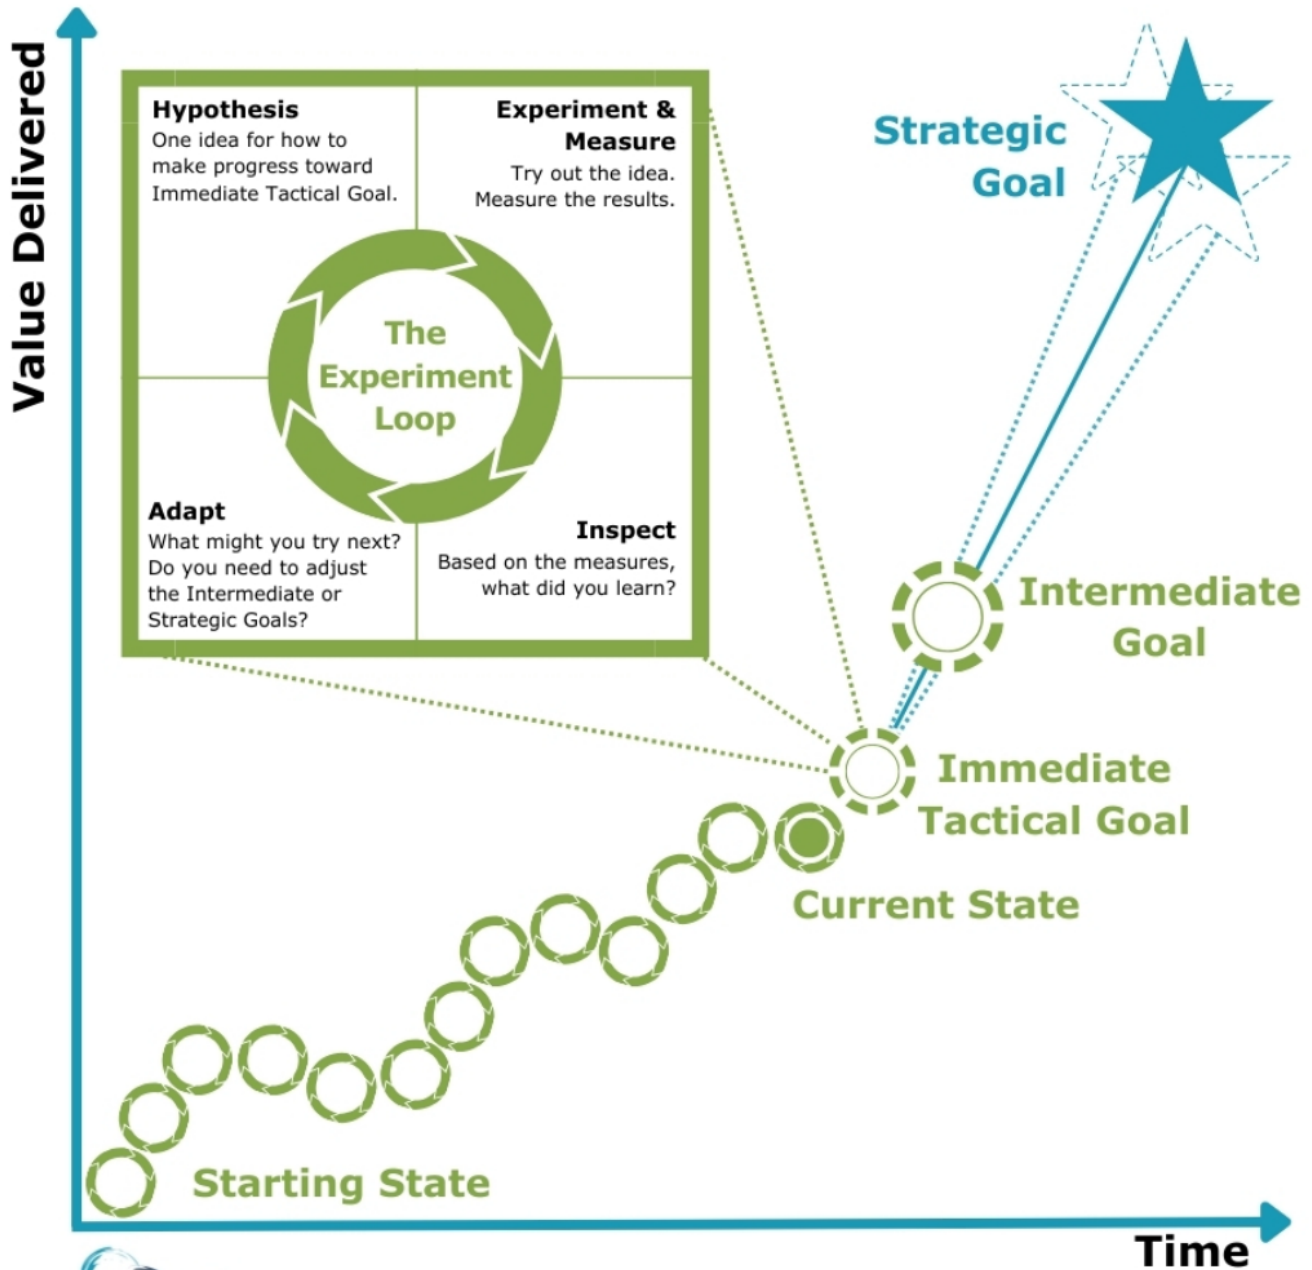 Value Delivered
Hypothesis
One idea for how to
make progress toward
Immediate Tactical Goal.
Experiment &
Measure
Try out the idea.
Measure the results.
The
Experiment
Loop
Adapt
What might you try next?
Do you need to adjust
the Intermediate or
Strategic Goals?
Inspect
Based on the measures,
what did you learn?
Strategic
Goal
Intermediate
Goal
Immediate
Tactical Goal
Current State
Starting State
Time